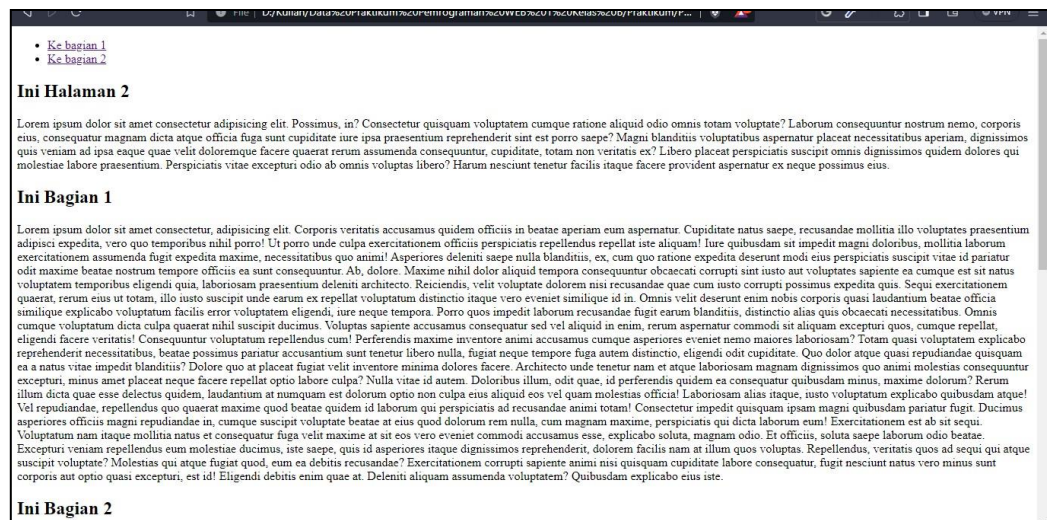 File | D:/Kuliah/Data%20Praktikum%20Pemrograman%20WEB%201%20Kelas%20b/Praktikum/P...
VPN
Ke bagian 1
Ke bagian 2
Ini Halaman 2
Lorem ipsum dolor sit amet consectetur adipisicing elit. Possimus, in? Consectetur quisquam voluptatem cumque ratione aliquid odio omnis totam voluptate? Laborum consequuntur nostrum nemo, corporis
eius, consequatur magnam dicta atque officia fuga sunt cupiditate iure ipsa praesentium reprehenderit sint est porro saepe? Magni blanditiis voluptatibus aspernatur placeat necessitatibus aperiam, dignissimos
quis veniam ad ipsa eaque quae velit doloremque facere quaerat rerum assumenda consequuntur, cupiditate, totam non veritatis ex? Libero placeat perspiciatis suscipit omnis dignissimos quidem dolores qui
molestiae labore praesentium. Perspiciatis vitae excepturi odio ab omnis voluptas libero? Harum nesciunt tenetur facilis itaque facere provident aspernatur ex neque possimus eius.
Ini Bagian 1
Lorem ipsum dolor sit amet consectetur, adipisicing elit. Corporis veritatis accusamus quidem officiis in beatae aperiam eum aspernatur. Cupiditate natus saepe, recusandae mollitia illo voluptates praesentium
adipisci expedita, vero quo temporibus nihil porro! Ut porro unde culpa exercitationem officiis perspiciatis repellendus repellat iste aliquam! Iure quibusdam sit impedit magni doloribus, mollitia laborum
exercitationem assumenda fugit expedita maxime, necessitatibus quo animi! Asperiores deleniti saepe nulla blanditiis, ex, cum quo ratione expedita deserunt modi eius perspiciatis suscipit vitae id pariatur
odit maxime beatae nostrum tempore officiis ea sunt consequuntur. Ab, dolore. Maxime nihil dolor aliquid tempora consequuntur obcaecati corrupti sint iusto aut voluptates sapiente ea cumque est sit natus
voluptatem temporibus eligendi quia, laboriosam praesentium deleniti architecto. Reiciendis, velit voluptate dolorem nisi recusandae quae cum iusto corrupti possimus expedita quis. Sequi exercitationem
quaerat, rerum eius ut totam, illo iusto suscipit unde earum ex repellat voluptatum distinctio itaque vero eveniet similique id in. Omnis velit deserunt enim nobis corporis quasi laudantium beatae officia
similique explicabo voluptatum facilis error voluptatem eligendi, iure neque tempora. Porro quos impedit laborum recusandae fugit earum blanditiis, distinctio alias quis obcaecati necessitatibus. Omnis
cumque voluptatum dicta culpa quaerat nihil suscipit ducimus. Voluptas sapiente accusamus consequatur sed vel aliquid in enim, rerum aspernatur commodi sit aliquam excepturi quos, cumque repellat,
eligendi facere veritatis! Consequuntur voluptatum repellendus cum! Perferendis maxime inventore animi accusamus cumque asperiores eveniet nemo maiores laboriosam? Totam quasi voluptatem explicabo
reprehenderit necessitatibus, beatae possimus pariatur accusantium sunt tenetur libero nulla, fugiat neque tempore fuga autem distinctio, eligendi odit cupiditate. Quo dolor atque quasi repudiandae quisquam
ea a natus vitae impedit blanditiis? Dolore quo at placeat fugiat velit inventore minima dolores facere. Architecto unde tenetur nam et atque laboriosam magnam dignissimos quo animi molestias consequuntur
excepturi, minus amet placeat neque facere repellat optio labore culpa? Nulla vitae id autem. Doloribus illum, odit quae, id perferendis quidem ea consequatur quibusdam minus, maxime dolorum? Rerum
illum dicta quae esse delectus quidem, laudantium at numquam est dolorum optio non culpa eius aliquid eos vel quam molestias officia! Laboriosam alias itaque, iusto voluptatum explicabo quibusdam atque!
Vel repudiandae, repellendus quo quaerat maxime quod beatae quidem id laborum qui perspiciatis ad recusandae animi totam! Consectetur impedit quisquam ipsam magni quibusdam pariatur fugit. Ducimus
asperiores officiis magni repudiandae in, cumque suscipit voluptate beatae at eius quod dolorum rem nulla, cum magnam maxime, perspiciatis qui dicta laborum eum! Exercitationem est ab sit sequi.
Voluptatum nam itaque mollitia natus et consequatur fuga velit maxime at sit eos vero eveniet commodi accusamus esse, explicabo soluta, magnam odio. Et officiis, soluta saepe laborum odio beatae.
Excepturi veniam repellendus eum molestiae ducimus, iste saepe, quis id asperiores itaque dignissimos reprehenderit, dolorem facilis nam at illum quos voluptas. Repellendus, veritatis quos ad sequi qui atque
suscipit voluptate? Molestias qui atque fugiat quod, eum ea debitis recusandae? Exercitationem corrupti sapiente animi nisi quisquam cupiditate labore consequatur, fugit nesciunt natus vero minus sunt
corporis aut optio quasi excepturi, est id! Eligendi debitis enim quae at. Deleniti aliquam assumenda voluptatem? Quibusdam explicabo eius iste.
Ini Bagian 2